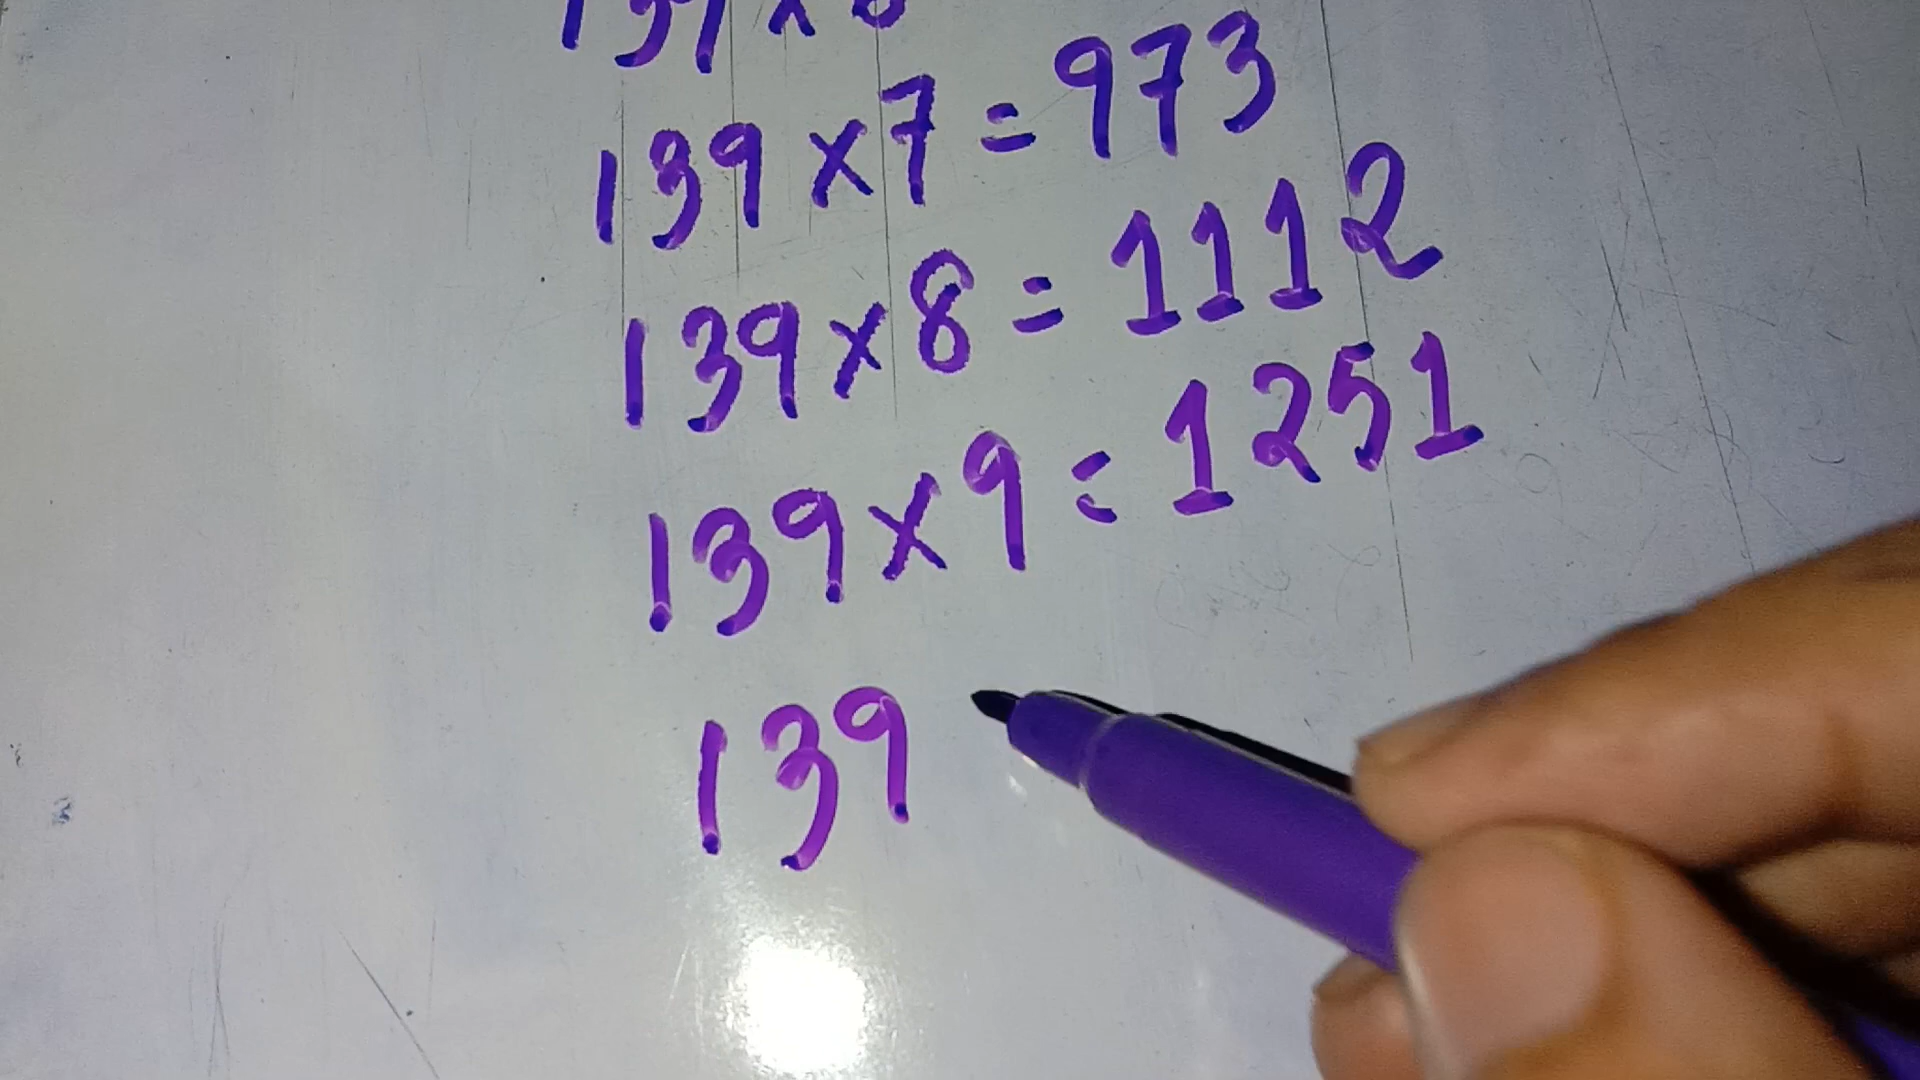 139 x 7 = 973
139 x 8 = 1112
139 x 9 = 1251
139